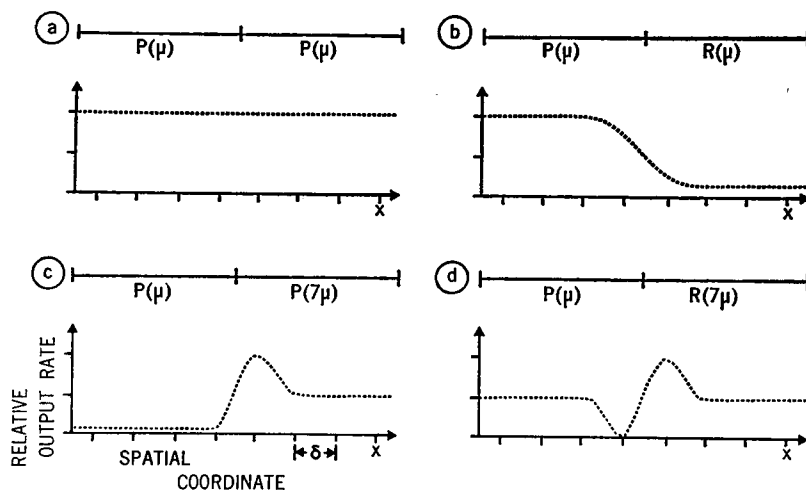 a
P(μ) P(μ)
x
b
P(μ) R(μ)
x
c
P(μ) P(7μ)
RELATIVE
OUTPUT RATE
δ
x
SPATIAL
COORDINATE
d
P(μ) R(7μ)
x